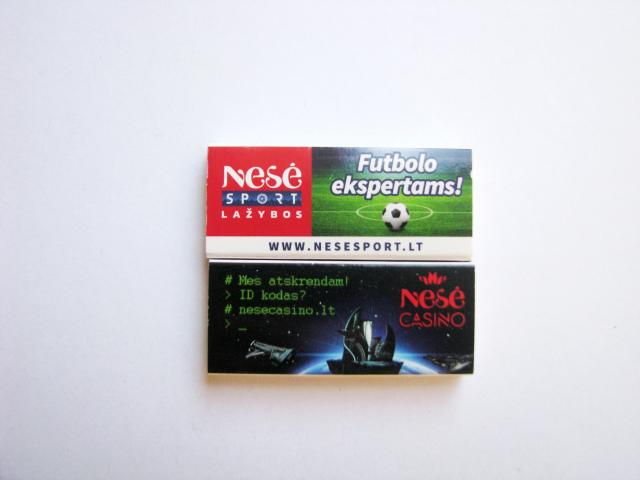 Nesė
SPORT
LAŽYBOS
Futbolo
ekspertams!
WWW.NESESPORT.LT
# Mes atskrendam!
> ID kodas?
# nesecasino.lt
> _
Nesė
CASINO